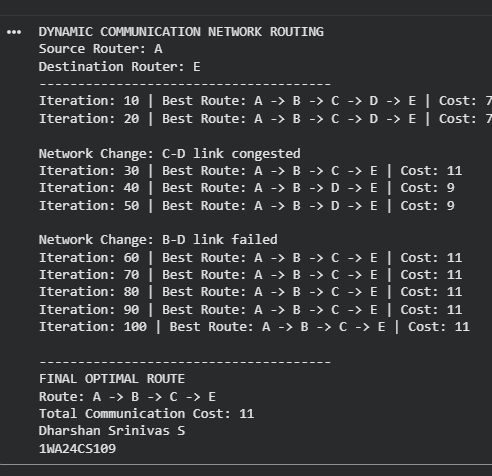 DYNAMIC COMMUNICATION NETWORK ROUTING
Source Router: A
Destination Router: E
--------------------------------------
Iteration: 10 | Best Route: A -> B -> C -> D -> E | Cost: 7
Iteration: 20 | Best Route: A -> B -> C -> D -> E | Cost: 7
Network Change: C-D link congested
Iteration: 30 | Best Route: A -> B -> C -> E | Cost: 11
Iteration: 40 | Best Route: A -> B -> D -> E | Cost: 9
Iteration: 50 | Best Route: A -> B -> D -> E | Cost: 9
Network Change: B-D link failed
Iteration: 60 | Best Route: A -> B -> C -> E | Cost: 11
Iteration: 70 | Best Route: A -> B -> C -> E | Cost: 11
Iteration: 80 | Best Route: A -> B -> C -> E | Cost: 11
Iteration: 90 | Best Route: A -> B -> C -> E | Cost: 11
Iteration: 100 | Best Route: A -> B -> C -> E | Cost: 11
--------------------------------------
FINAL OPTIMAL ROUTE
Route: A -> B -> C -> E
Total Communication Cost: 11
Dharshan Srinivas S
1WA24CS109